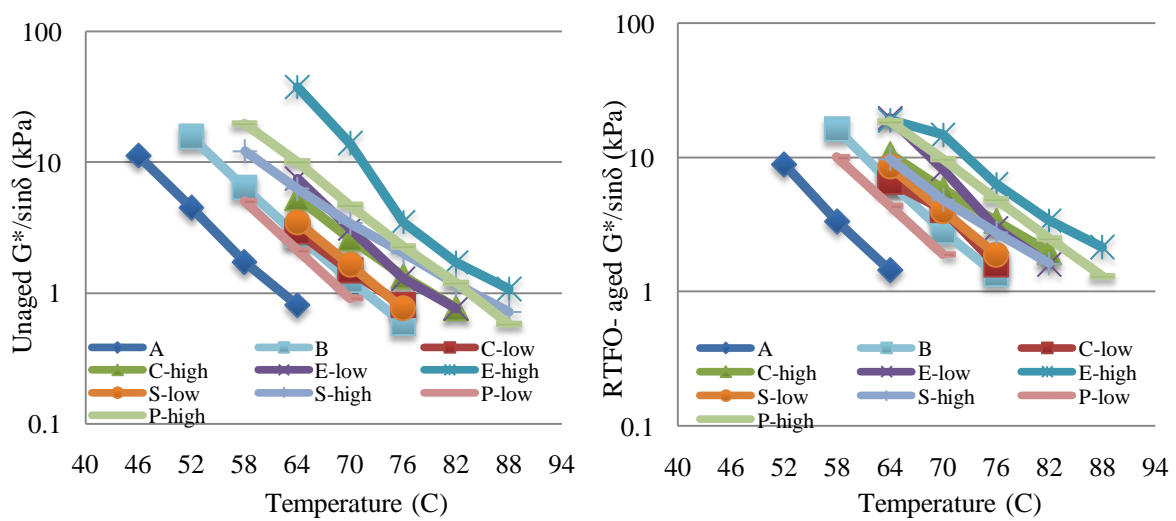 Unaged G*/sinδ (kPa)
100
10
1
0.1
A
B
C-low
C-high
E-low
E-high
S-low
S-high
P-low
P-high
40 46 52 58 64 70 76 82 88 94
Temperature (C)
RTFO- aged G*/sinδ (kPa)
100
10
1
0.1
A
B
C-low
C-high
E-low
E-high
S-low
S-high
P-low
P-high
40 46 52 58 64 70 76 82 88 94
Temperature (C)